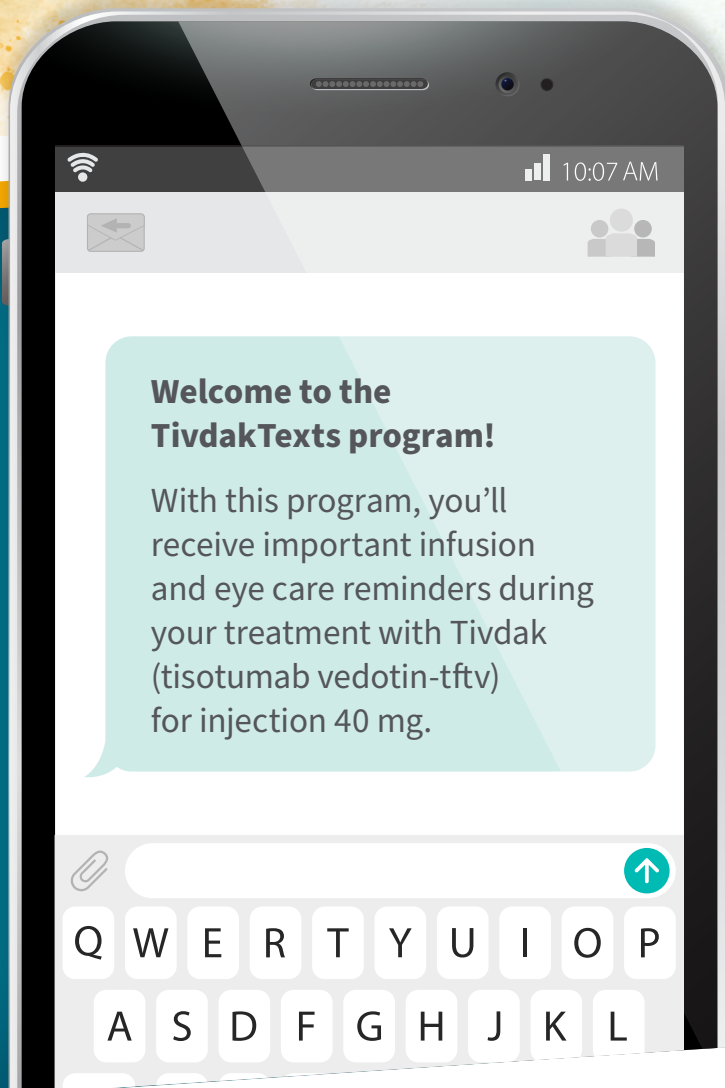 10:07 AM
Welcome to the
TivdakTexts program!
With this program, you’ll
receive important infusion
and eye care reminders during
your treatment with Tivdak
(tisotumab vedotin-tftv)
for injection 40 mg.
Q W E R T Y U I O P
A S D F G H J K L